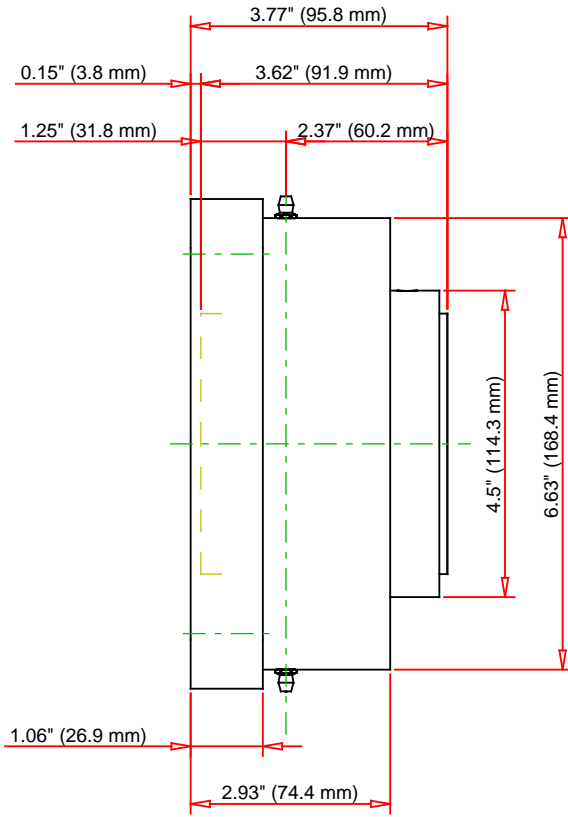 3.77" (95.8 mm)
0.15" (3.8 mm)
3.62" (91.9 mm)
1.25" (31.8 mm)
2.37" (60.2 mm)
4.5" (114.3 mm)
6.63" (168.4 mm)
1.06" (26.9 mm)
2.93" (74.4 mm)